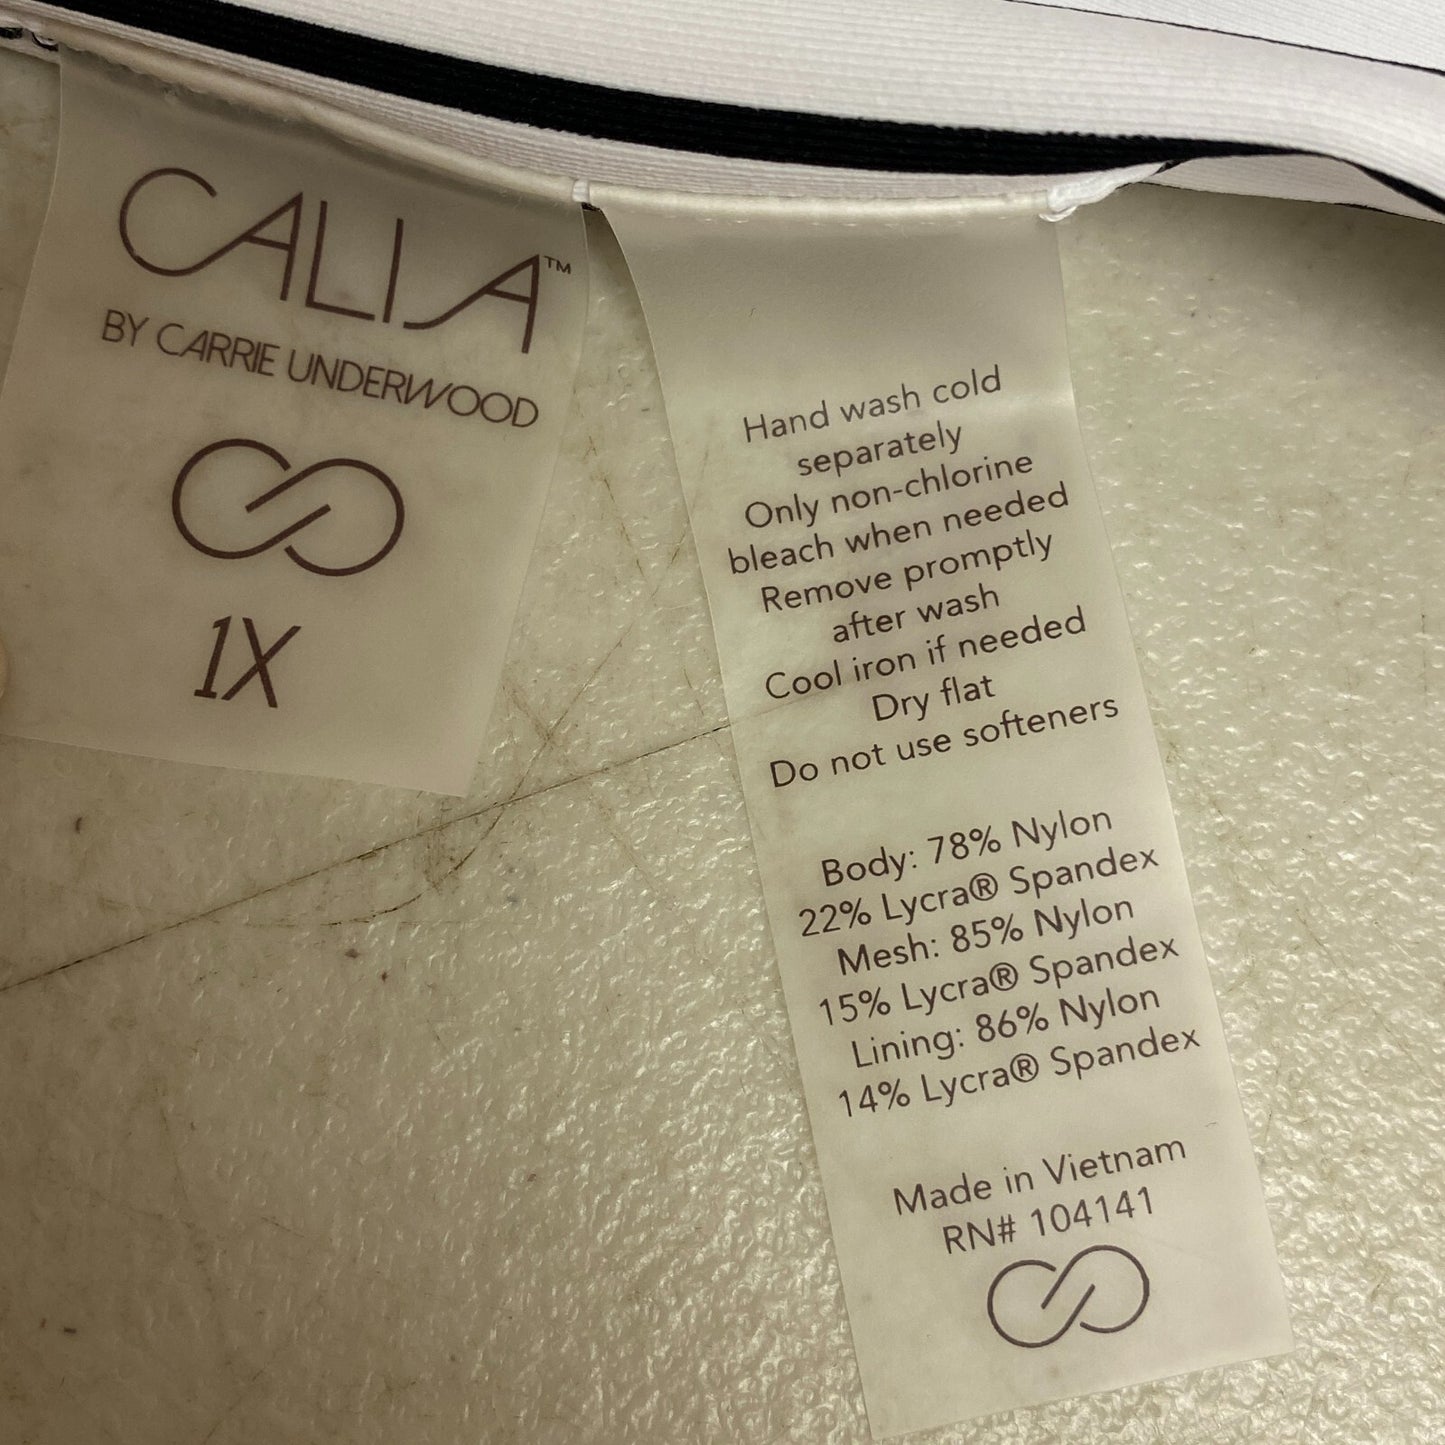 CALIA™
BY CARRIE UNDERWOOD
1X
Hand wash cold
separately
Only non-chlorine
bleach when needed
Remove promptly
after wash
Cool iron if needed
Dry flat
Do not use softeners
Body: 78% Nylon
22% Lycra® Spandex
Mesh: 85% Nylon
15% Lycra® Spandex
Lining: 86% Nylon
14% Lycra® Spandex
Made in Vietnam
RN# 104141